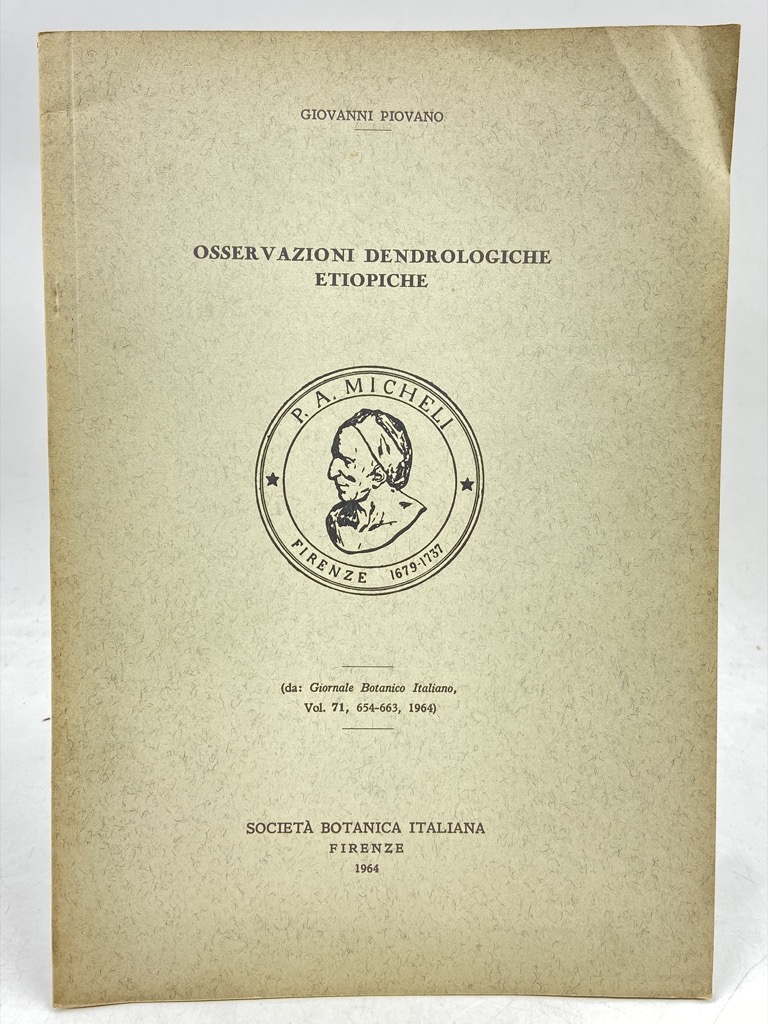 GIOVANNI PIOVANO
OSSERVAZIONI DENDROLOGICHE
ETIOPICHE
P. A. MICHELI
FIRENZE 1679-1737
(da: Giornale Botanico Italiano,
Vol. 71, 654-663, 1964)
SOCIETÀ BOTANICA ITALIANA
FIRENZE
1964